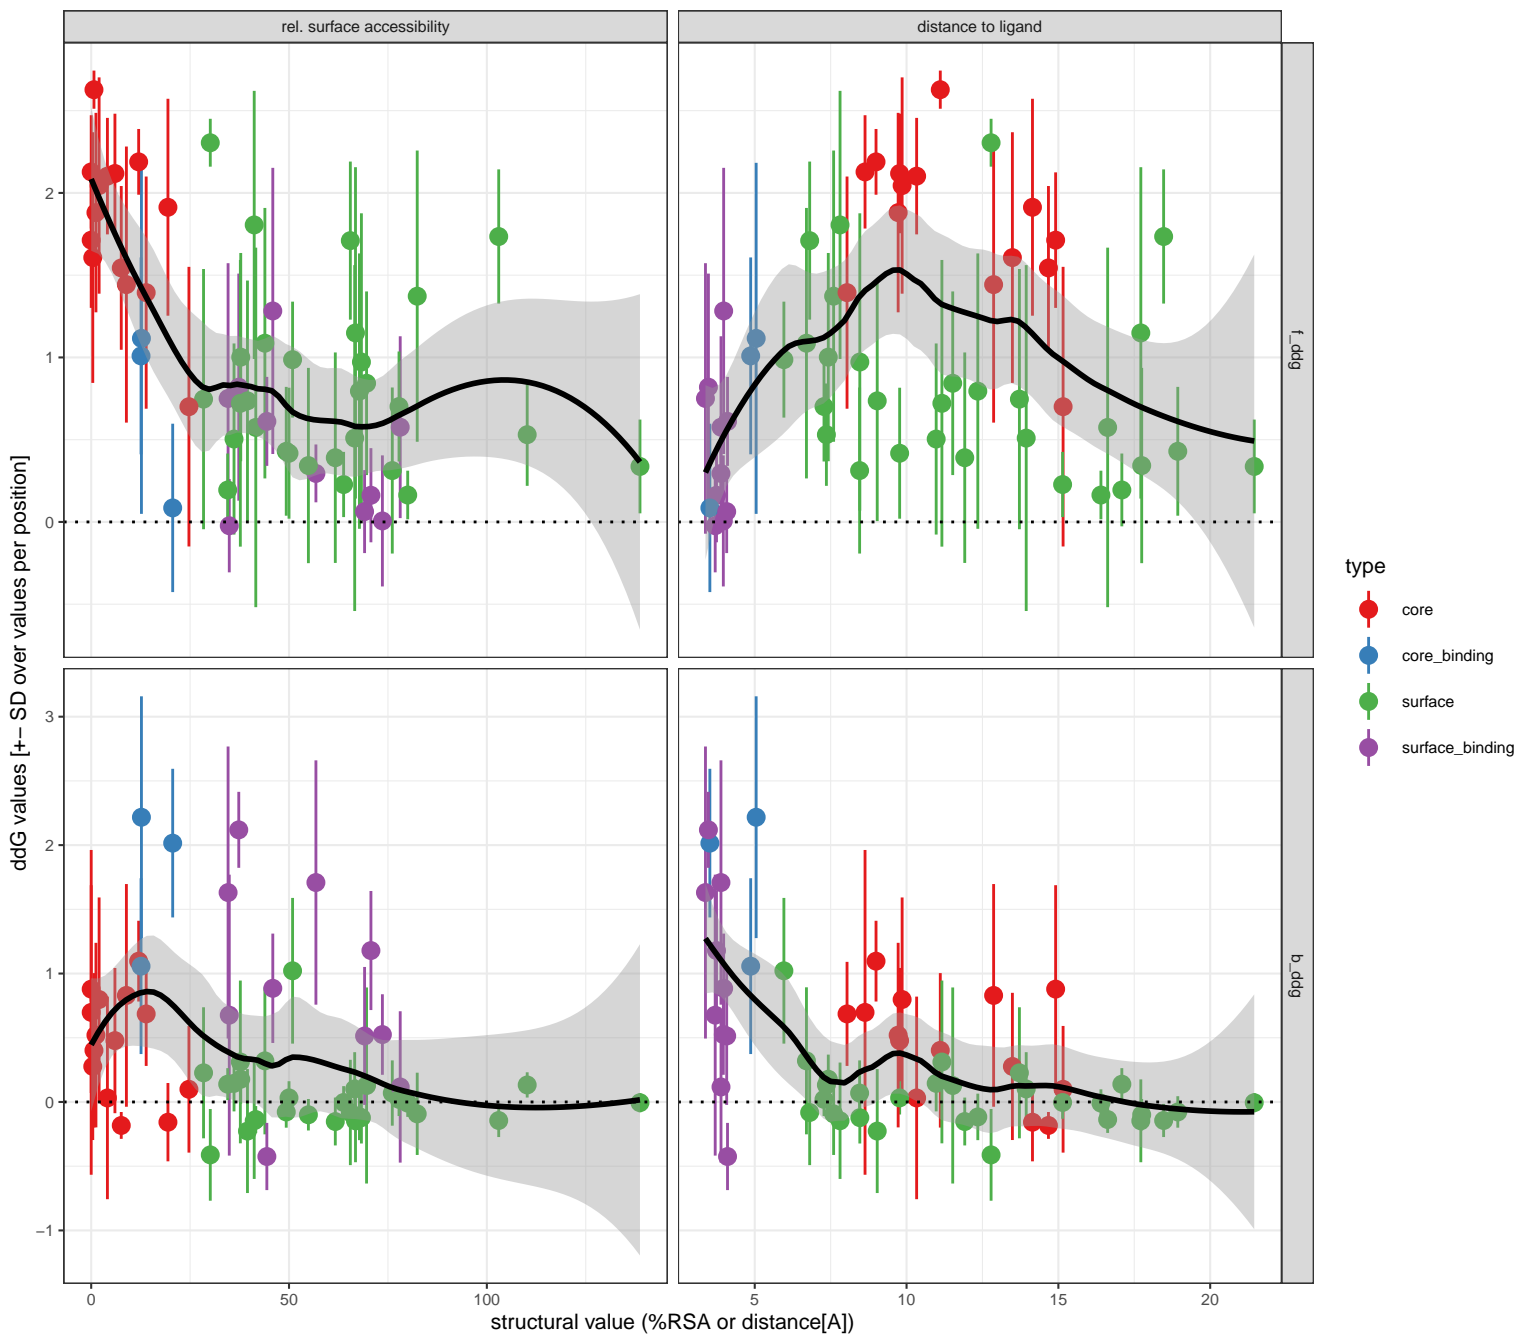 rel. surface accessibility
distance to ligand
2
1
0
f_ddg
3
2
1
0
−1
b_ddg
0
50
100
5
10
15
20
structural value (%RSA or distance[A])
ddG values [+− SD over values per position]
type
core
core_binding
surface
surface_binding